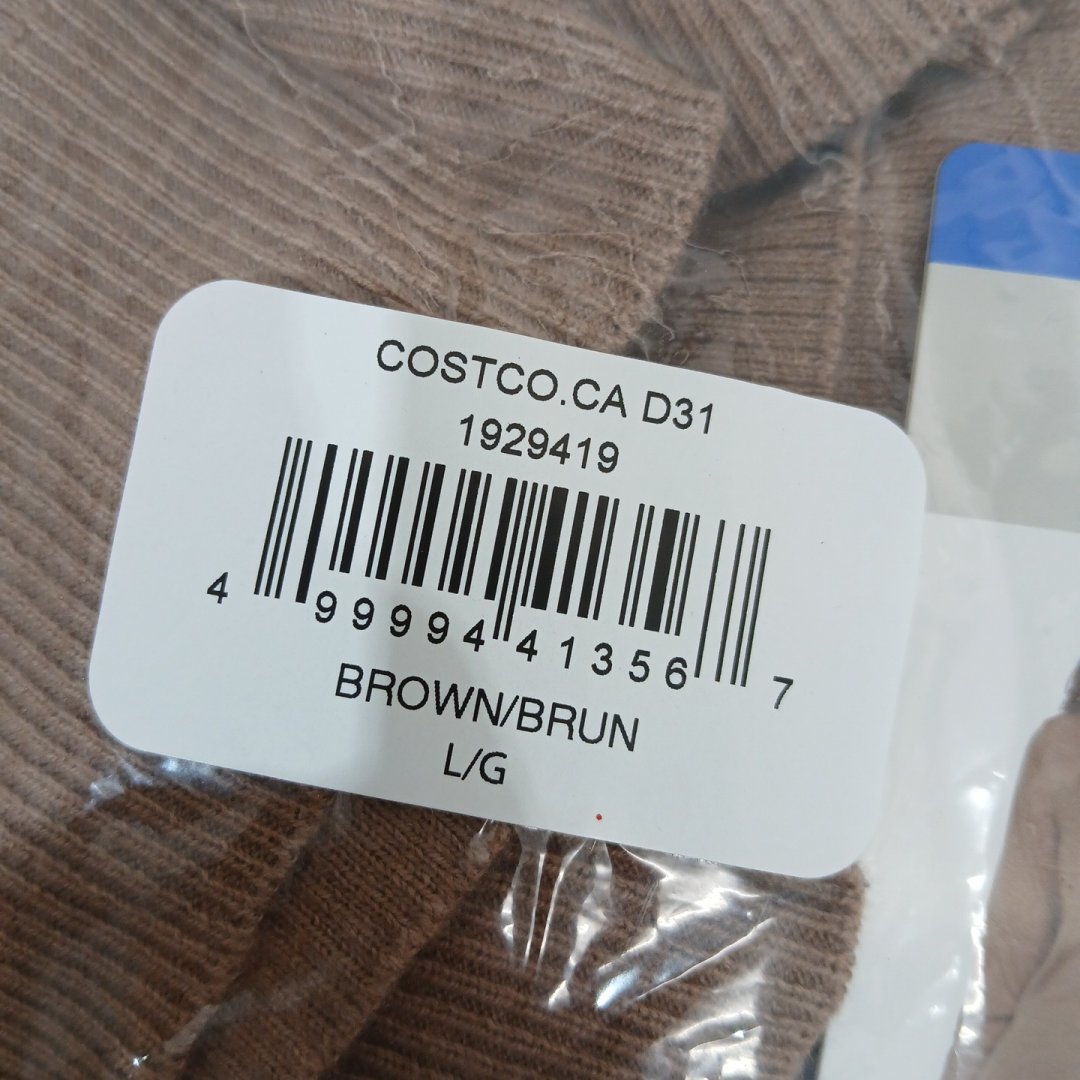 COSTCO.CA D31
1929419
4 99994 41356 7
BROWN/BRUN
L/G